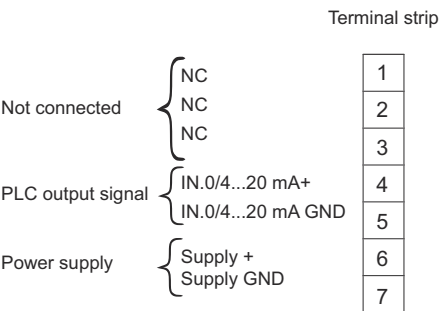 Terminal strip
NC 1
Not connected NC 2
NC 3
PLC output signal IN.0/4...20 mA+ 4
IN.0/4...20 mA GND 5
Power supply Supply + 6
Supply GND 7